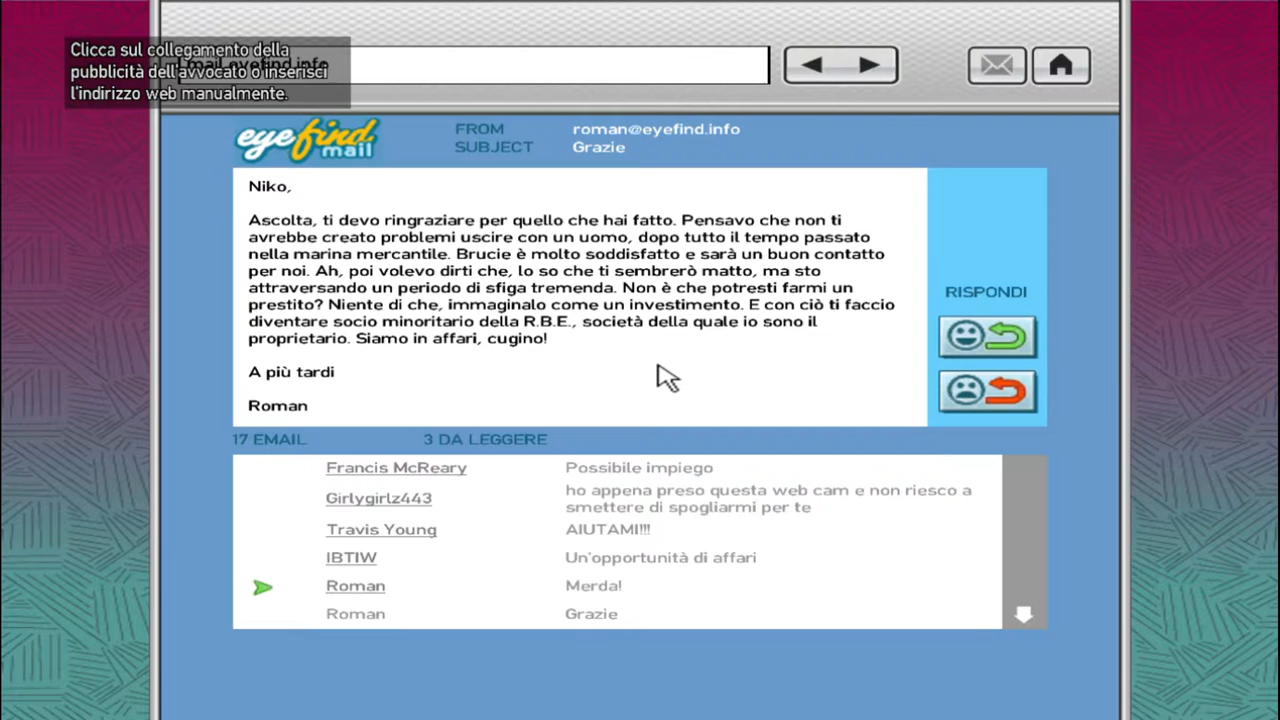 Clicca sul collegamento della
pubblicità dell'avvocato o inserisci
l'indirizzo web manualmente.
mail.eyefind.info
eyefind
mail
FROM roman@eyefind.info
SUBJECT Grazie
Niko,
Ascolta, ti devo ringraziare per quello che hai fatto. Pensavo che non ti
avrebbe creato problemi uscire con un uomo, dopo tutto il tempo passato
nella marina mercantile. Brucie è molto soddisfatto e sarà un buon contatto
per noi. Ah, poi volevo dirti che, lo so che ti sembrerò matto, ma sto
attraversando un periodo di sfiga tremenda. Non è che potresti farmi un
prestito? Niente di che, immaginalo come un investimento. E con ciò ti faccio
diventare socio minoritario della R.B.E., società della quale io sono il
proprietario. Siamo in affari, cugino!
A più tardi
Roman
RISPONDI
17 EMAIL 3 DA LEGGERE
Francis McReary Possibile impiego
Girlygirlz443 ho appena preso questa web cam e non riesco a
smettere di spogliarmi per te
Travis Young AIUTAMI!!!
IBTIW Un'opportunità di affari
Roman Merda!
Roman Grazie